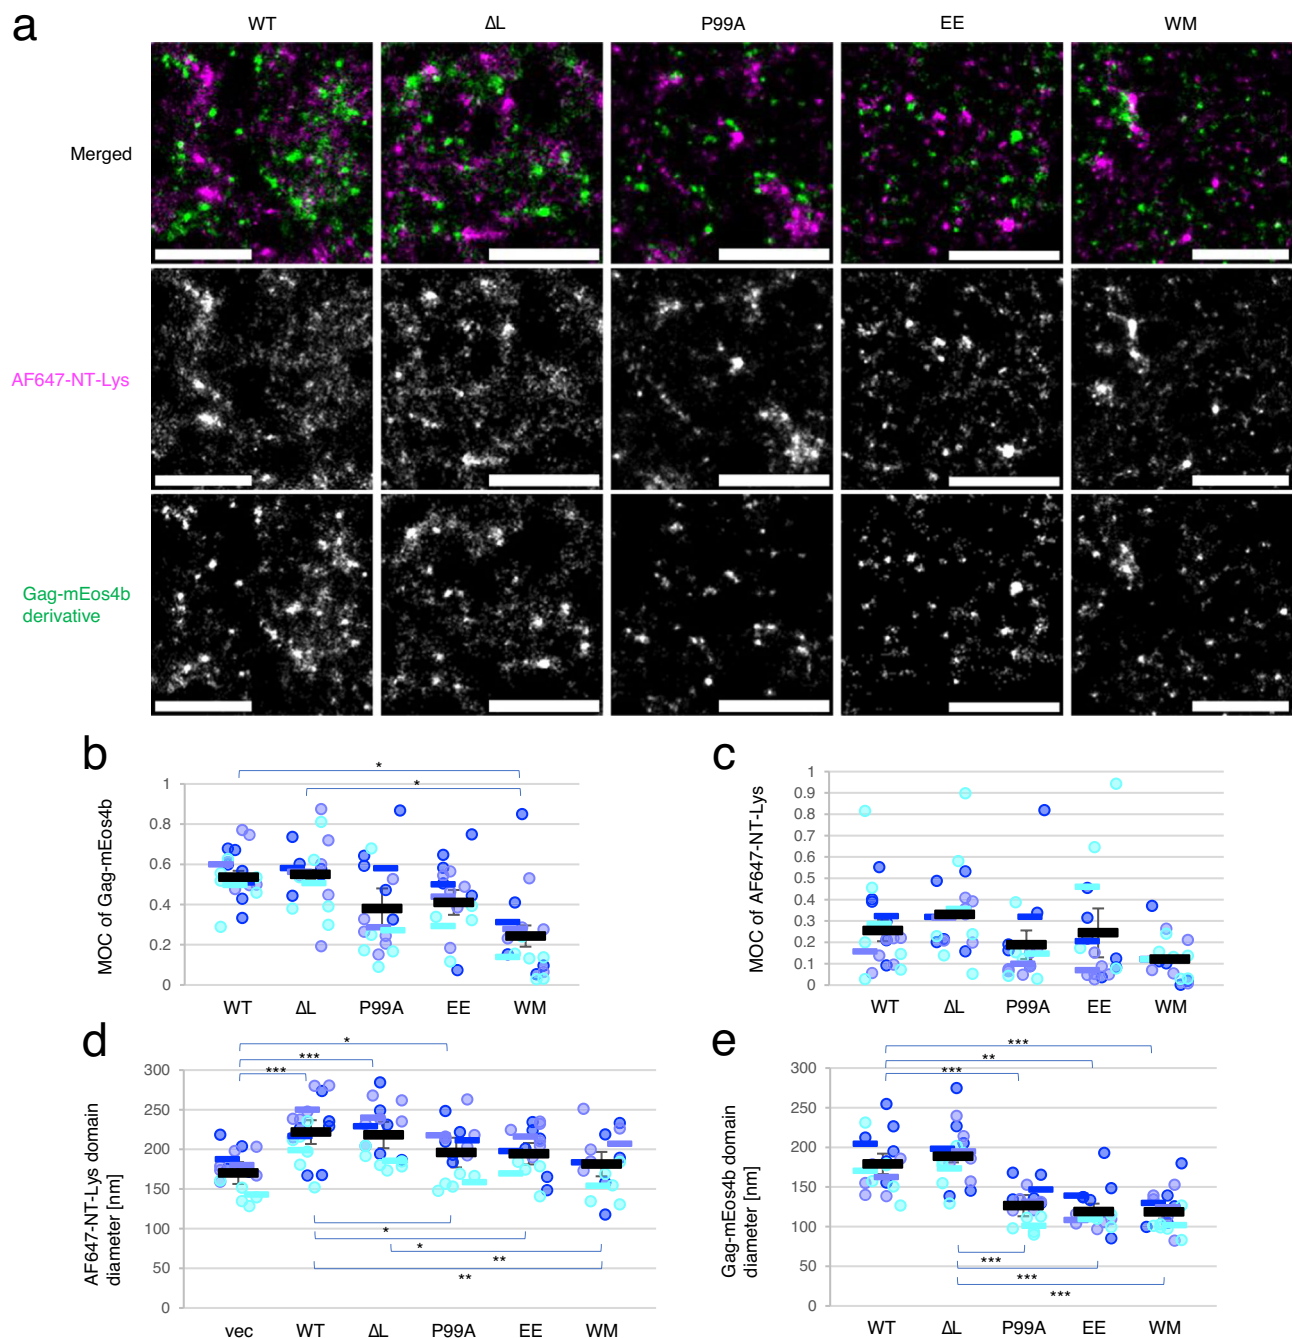 a
WT ΔL P99A EE WM
Merged
AF647-NT-Lys
Gag-mEos4b
derivative
b
MOC of Gag-mEos4b
1
0.8
0.6
0.4
0.2
0
* *
WT ΔL P99A EE WM
c
MOC of AF647-NT-Lys
1
0.9
0.8
0.7
0.6
0.5
0.4
0.3
0.2
0.1
0
WT ΔL P99A EE WM
d
AF647-NT-Lys domain
diameter [nm]
300
250
200
150
100
50
0
*
***
***
*
*
**
**
vec WT ΔL P99A EE WM
e
Gag-mEos4b domain
diameter [nm]
300
250
200
150
100
50
0
***
**
***
***
***
***
WT ΔL P99A EE WM